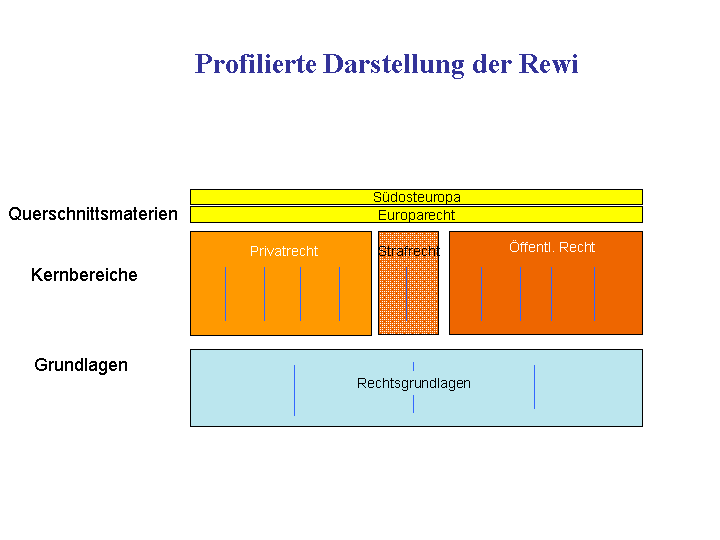 Profilierte Darstellung der Rewi
Südosteuropa
Querschnittsmaterien
Europarecht
Privatrecht
Strafrecht
Öffentl. Recht
Kernbereiche
Grundlagen
Rechtsgrundlagen